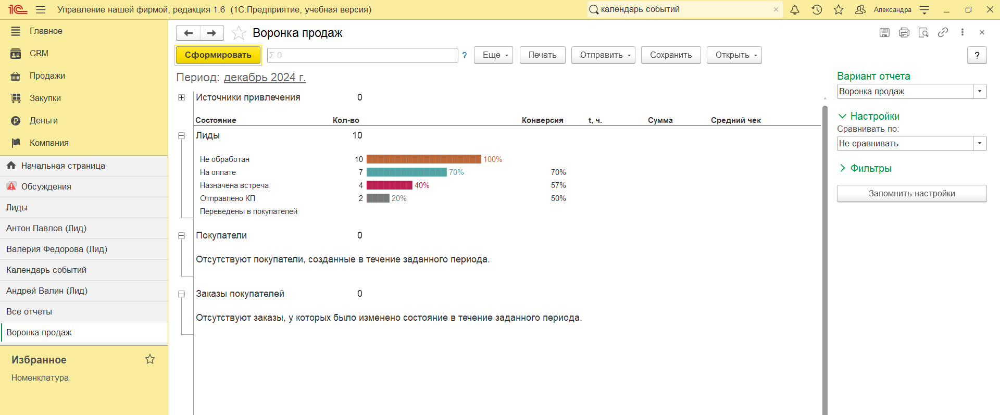 1С Управление нашей фирмой, редакция 1.6 (1С:Предприятие, учебная версия) календарь событий × Александра
Главное
CRM
Продажи
Закупки
Деньги
Компания
Начальная страница
Обсуждения
Лиды
Антон Павлов (Лид)
Валерия Федорова (Лид)
Календарь событий
Андрей Валин (Лид)
Все отчеты
Воронка продаж
Избранное
Номенклатура
Воронка продаж
Сформировать Σ 0 ? Еще Печать Отправить Сохранить Открыть ?
Период: декабрь 2024 г.
Источники привлечения 0
Состояние Кол-во Конверсия t, ч. Сумма Средний чек
Лиды 10
Не обработан 10 100%
На оплате 7 70% 70%
Назначена встреча 4 40% 57%
Отправлено КП 2 20% 50%
Переведены в покупателей
Покупатели 0
Отсутствуют покупатели, созданные в течение заданного периода.
Заказы покупателей 0
Отсутствуют заказы, у которых было изменено состояние в течение заданного периода.
Вариант отчета
Воронка продаж
Настройки
Сравнивать по:
Не сравнивать
Фильтры
Запомнить настройки